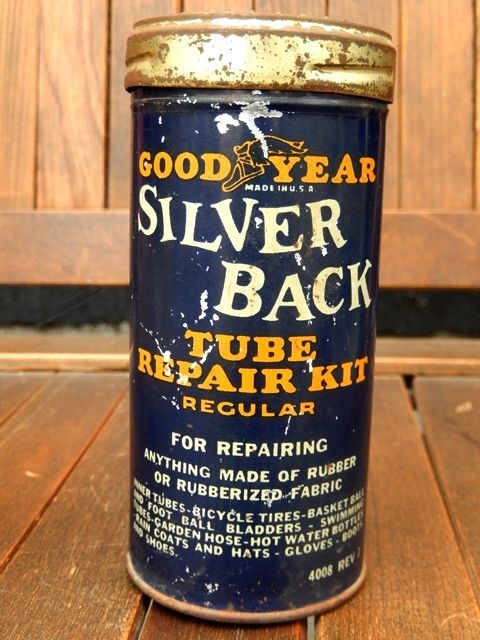 GOOD YEAR
MADE IN U.S.A.
SILVER
BACK
TUBE
REPAIR KIT
REGULAR
FOR REPAIRING
ANYTHING MADE OF RUBBER
OR RUBBERIZED FABRIC
INNER TUBES-BICYCLE TIRES-BASKET BALL
AND FOOT BALL BLADDERS - SWIMMING
TUBES-GARDEN HOSE-HOT WATER BOTTLES
RAIN COATS AND HATS - GLOVES - BOOTS
AND SHOES.
4008 REV